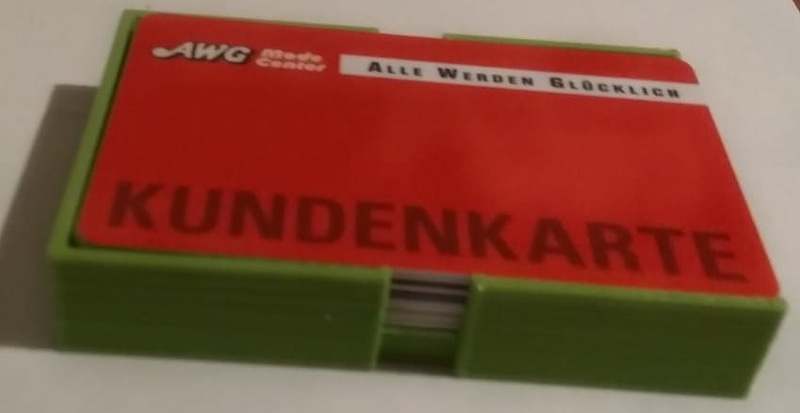 AWG Mode Center ALLE WERDEN GLÜCKLICH
KUNDENKARTE